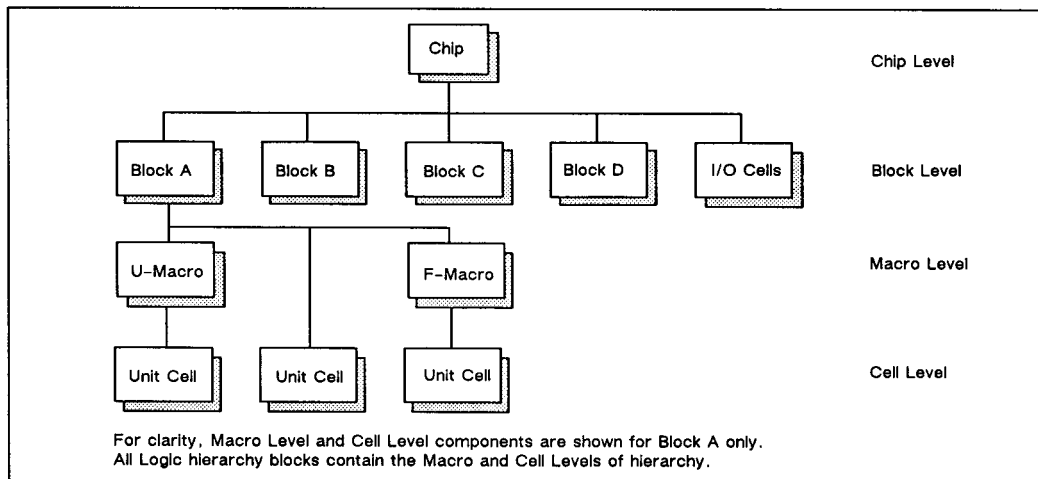 Chip
Chip Level
Block A
Block B
Block C
Block D
I/O Cells
Block Level
U-Macro
F-Macro
Macro Level
Unit Cell
Unit Cell
Unit Cell
Cell Level
For clarity, Macro Level and Cell Level components are shown for Block A only.
All Logic hierarchy blocks contain the Macro and Cell Levels of hierarchy.